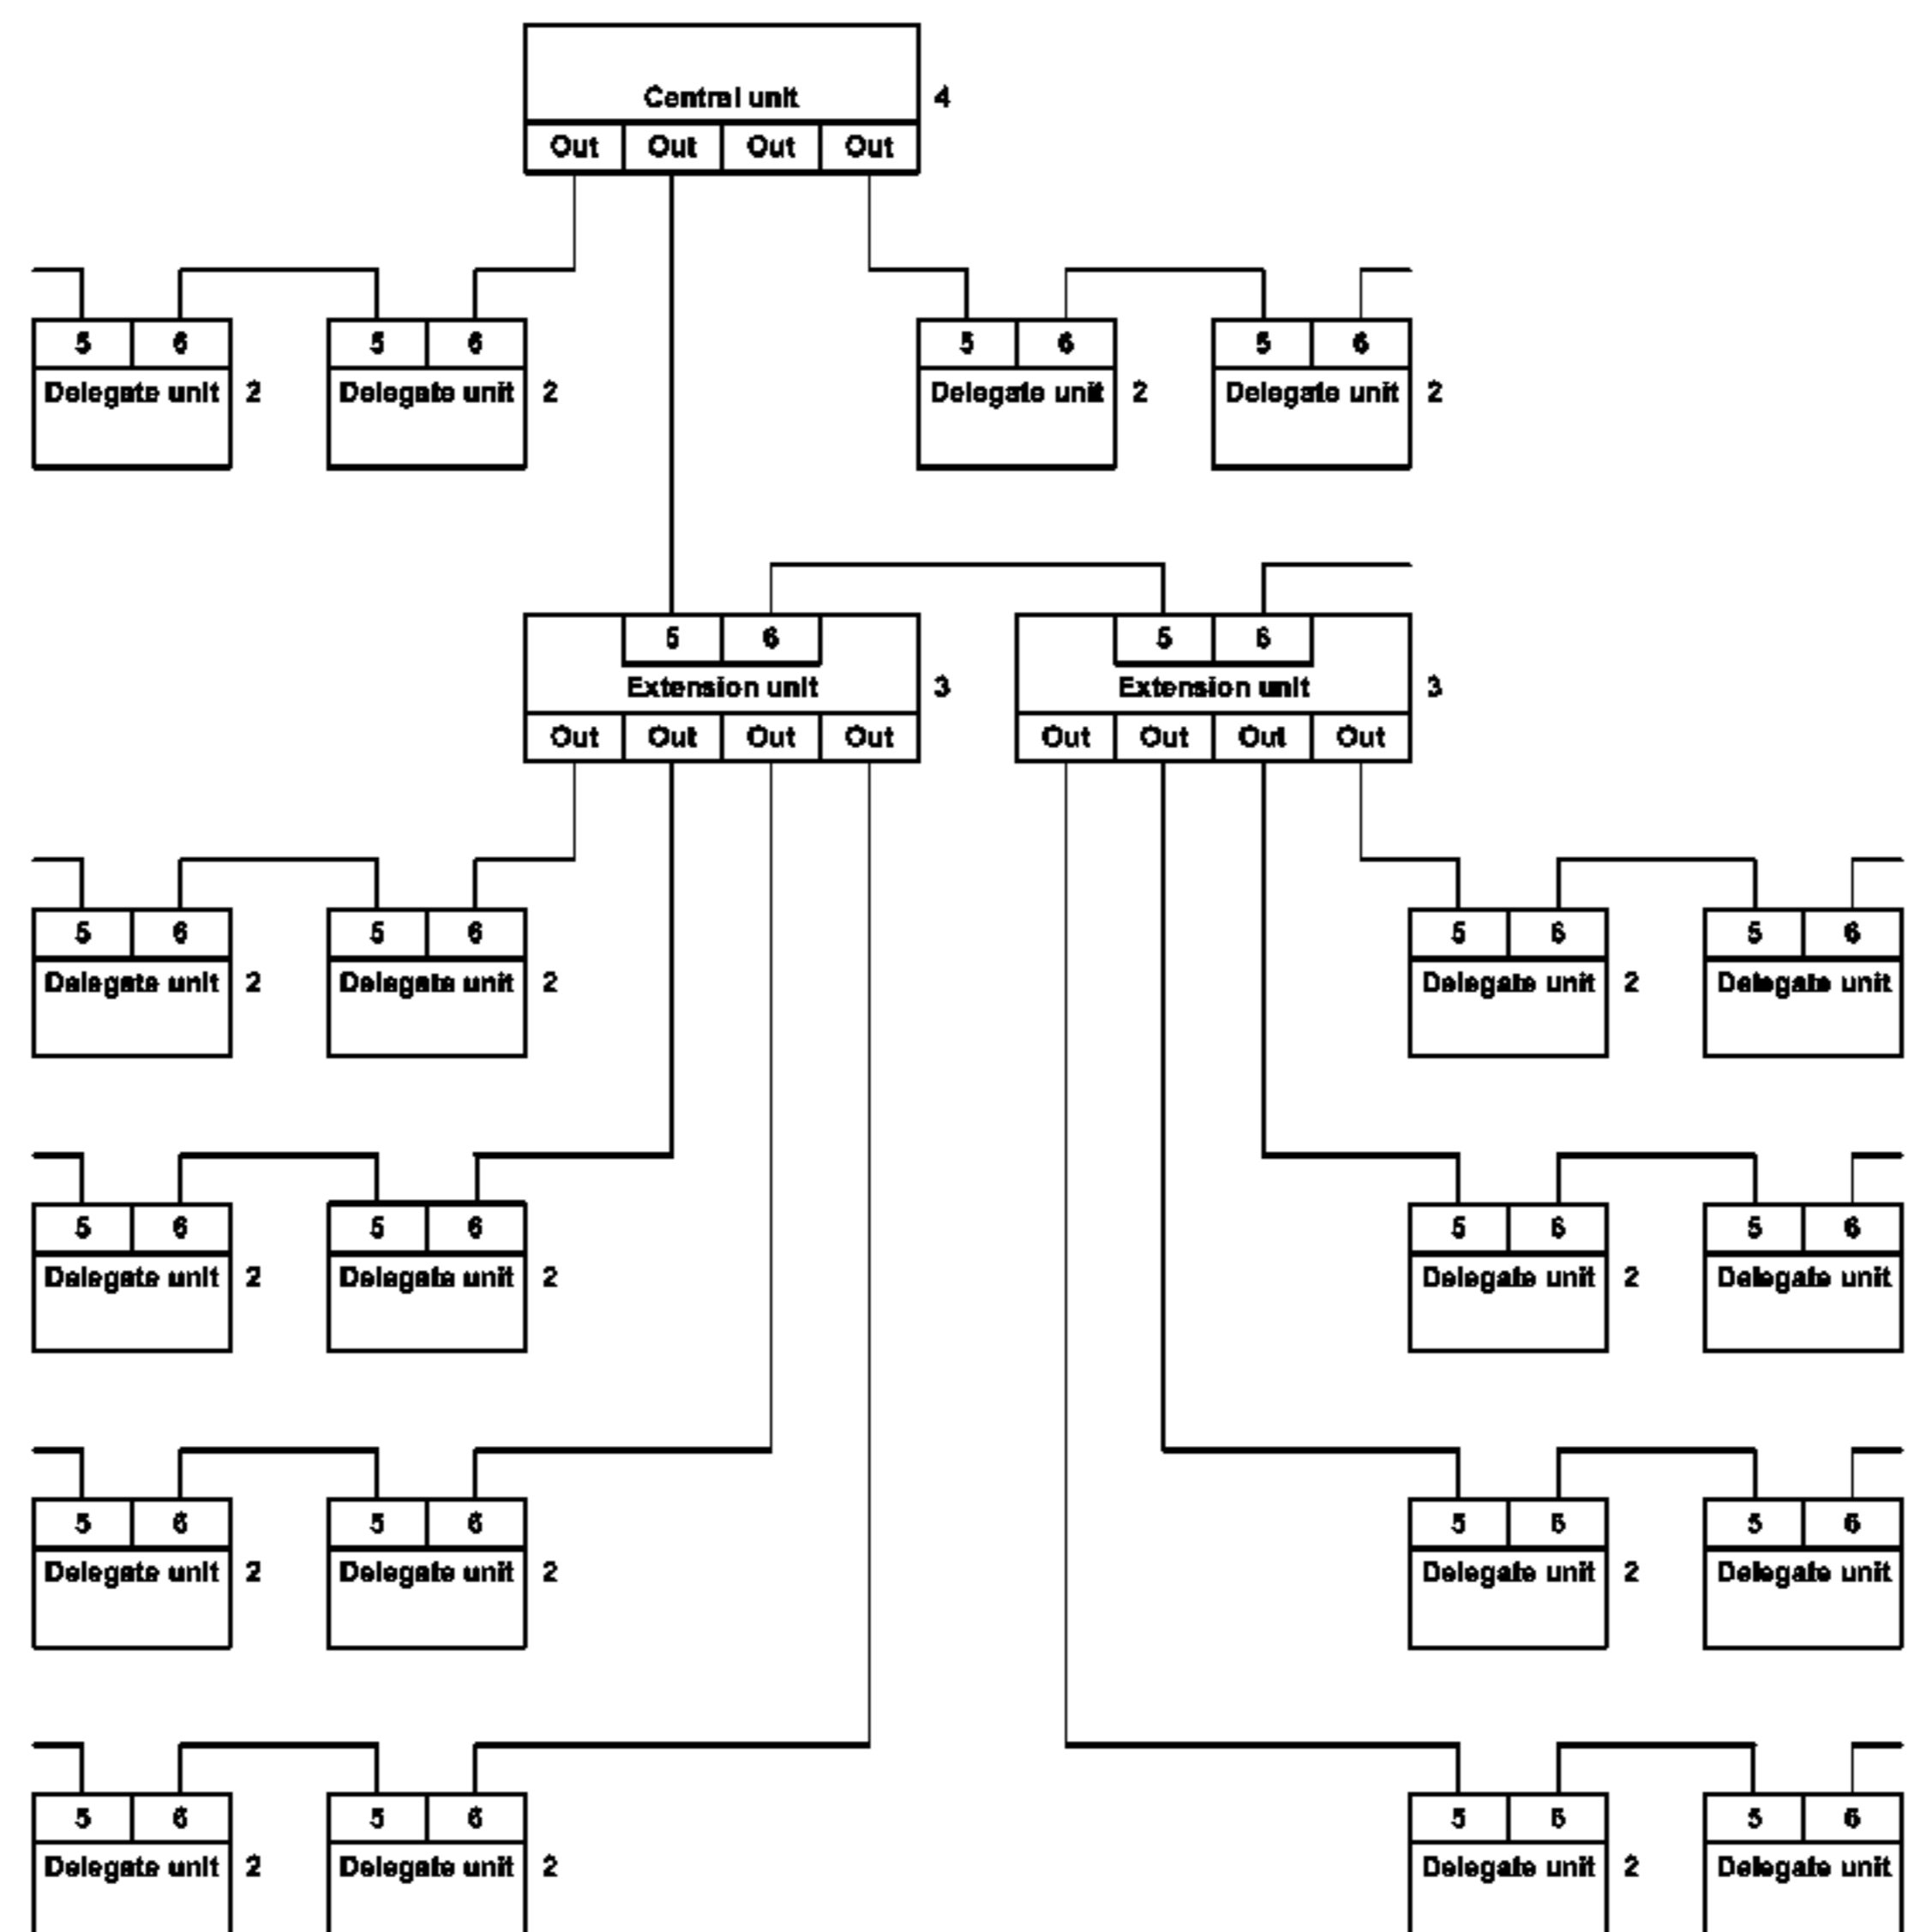 Central unit 4
Out Out Out Out
5 6 5 6 5 6 5 6
Delegate unit 2 Delegate unit 2 Delegate unit 2 Delegate unit 2
5 6 5 6
Extension unit 3 Extension unit 3
Out Out Out Out Out Out Out Out
5 6 5 6 5 6 5 6
Delegate unit 2 Delegate unit 2 Delegate unit 2 Delegate unit
5 6 5 6 5 6 5 6
Delegate unit 2 Delegate unit 2 Delegate unit 2 Delegate unit
5 6 5 6 5 6 5 6
Delegate unit 2 Delegate unit 2 Delegate unit 2 Delegate unit
5 6 5 6 5 6 5 6
Delegate unit 2 Delegate unit 2 Delegate unit 2 Delegate unit